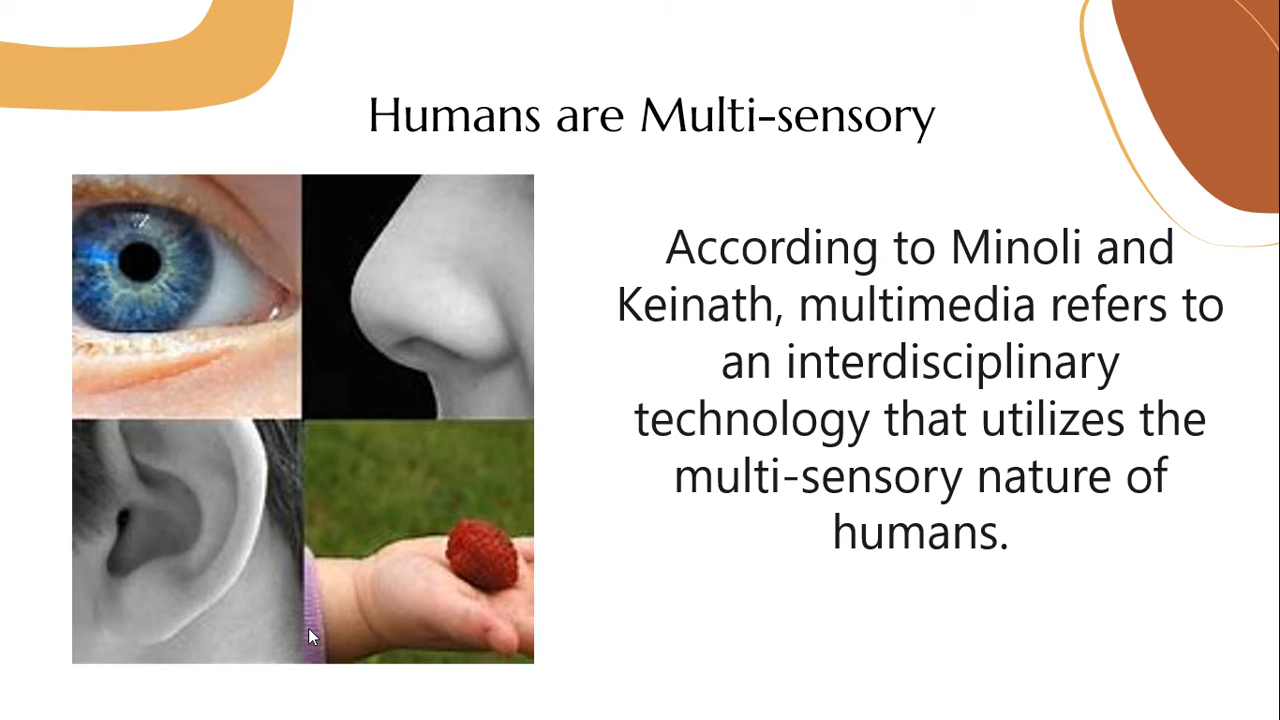 Humans are Multi-sensory
According to Minoli and
Keinath, multimedia refers to
an interdisciplinary
technology that utilizes the
multi-sensory nature of
humans.